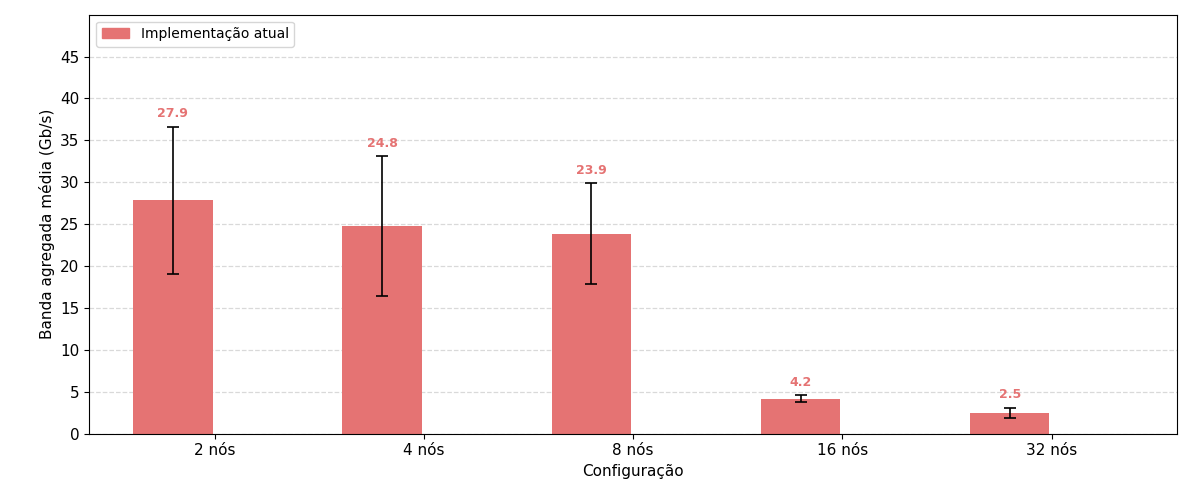 Implementação atual
Banda agregada média (Gb/s)
45
40
35
30
25
20
15
10
5
0
27.9
24.8
23.9
4.2
2.5
2 nós
4 nós
8 nós
16 nós
32 nós
Configuração